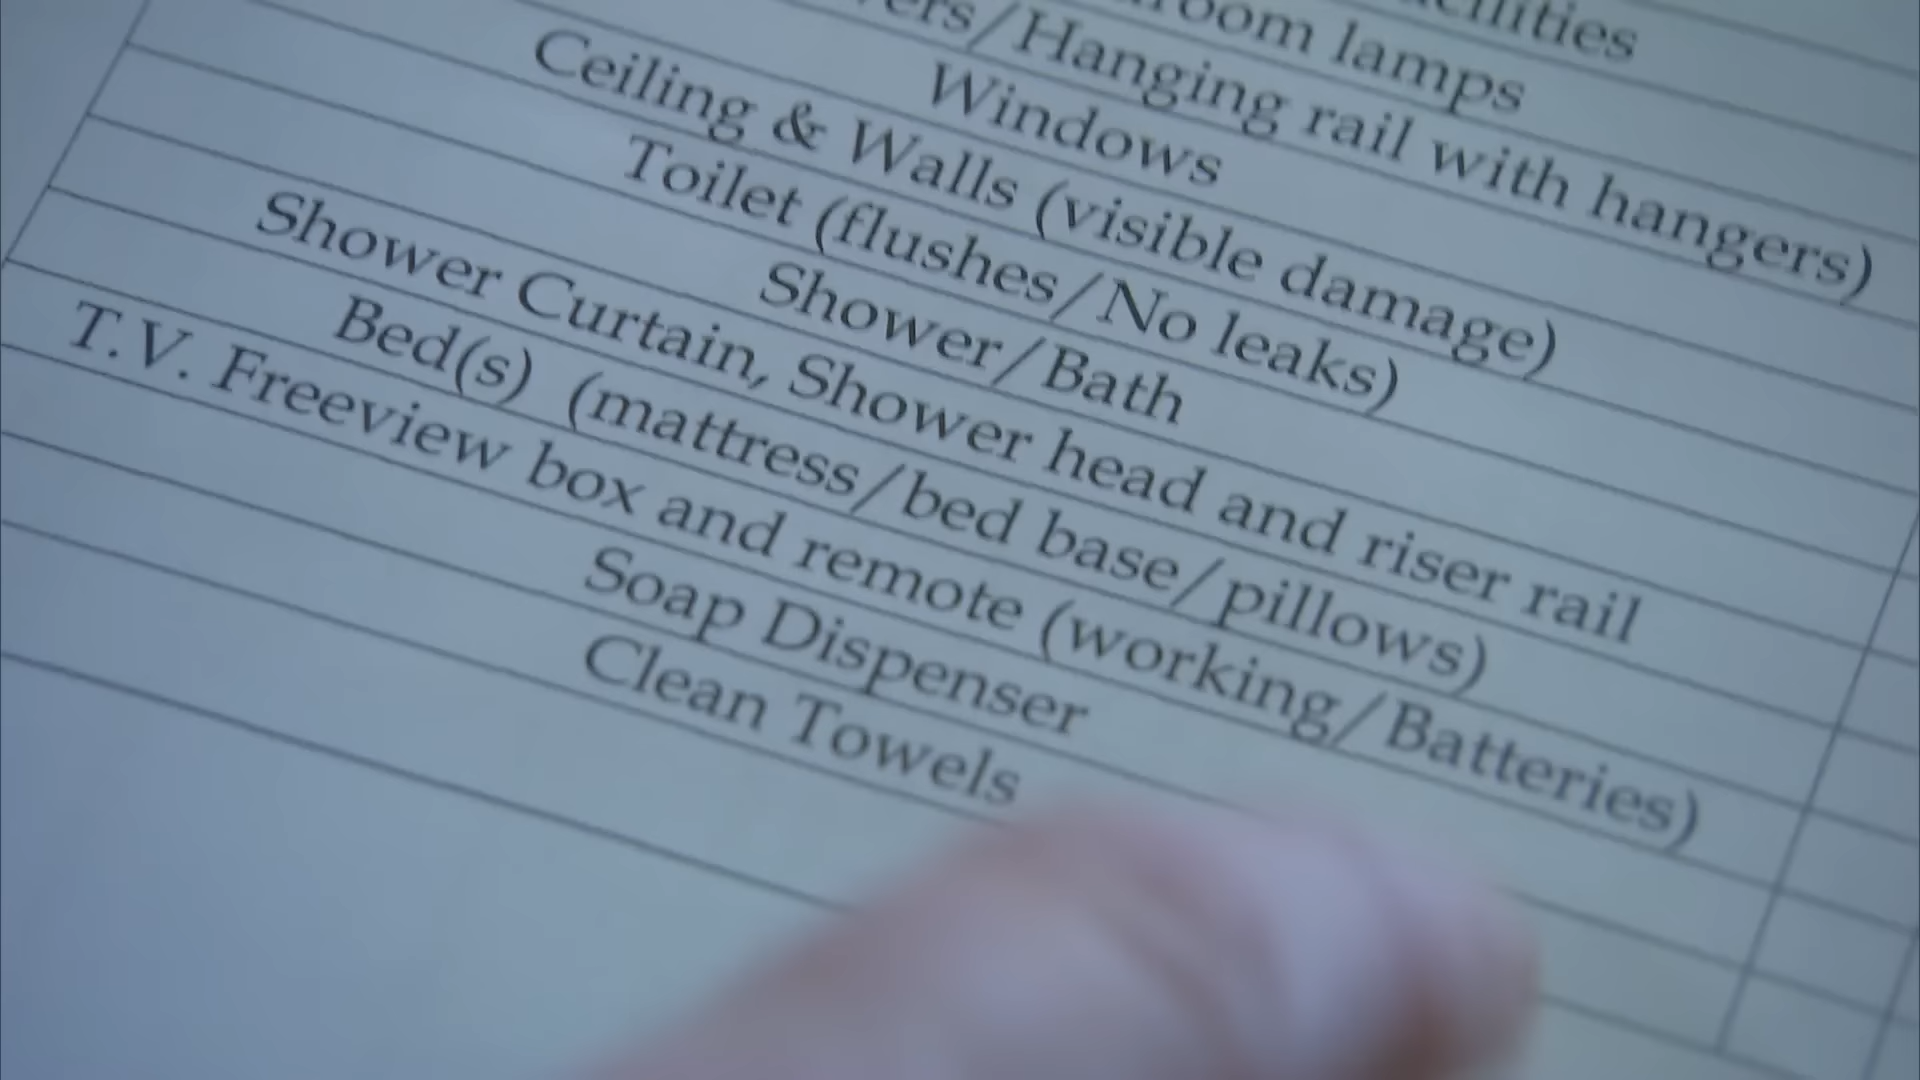 lamps
rail with hangers)
Windows
Ceiling & Walls (visible damage)
Toilet (flushes/No leaks)
Shower/Bath
Shower Curtain, Shower head and riser rail
Bed(s) (mattress/bed base/pillows)
T.V. Freeview box and remote (working/Batteries)
Soap Dispenser
Clean Towels